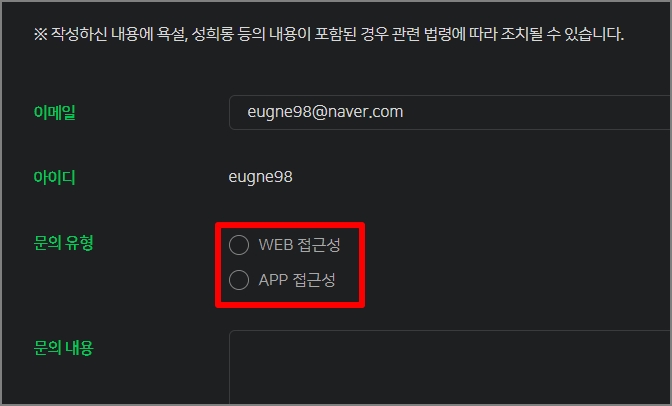 ※ 작성하신 내용에 욕설, 성희롱 등의 내용이 포함된 경우 관련 법령에 따라 조치될 수 있습니다.
이메일 eugne98@naver.com
아이디 eugne98
문의 유형 WEB 접근성
APP 접근성
문의 내용